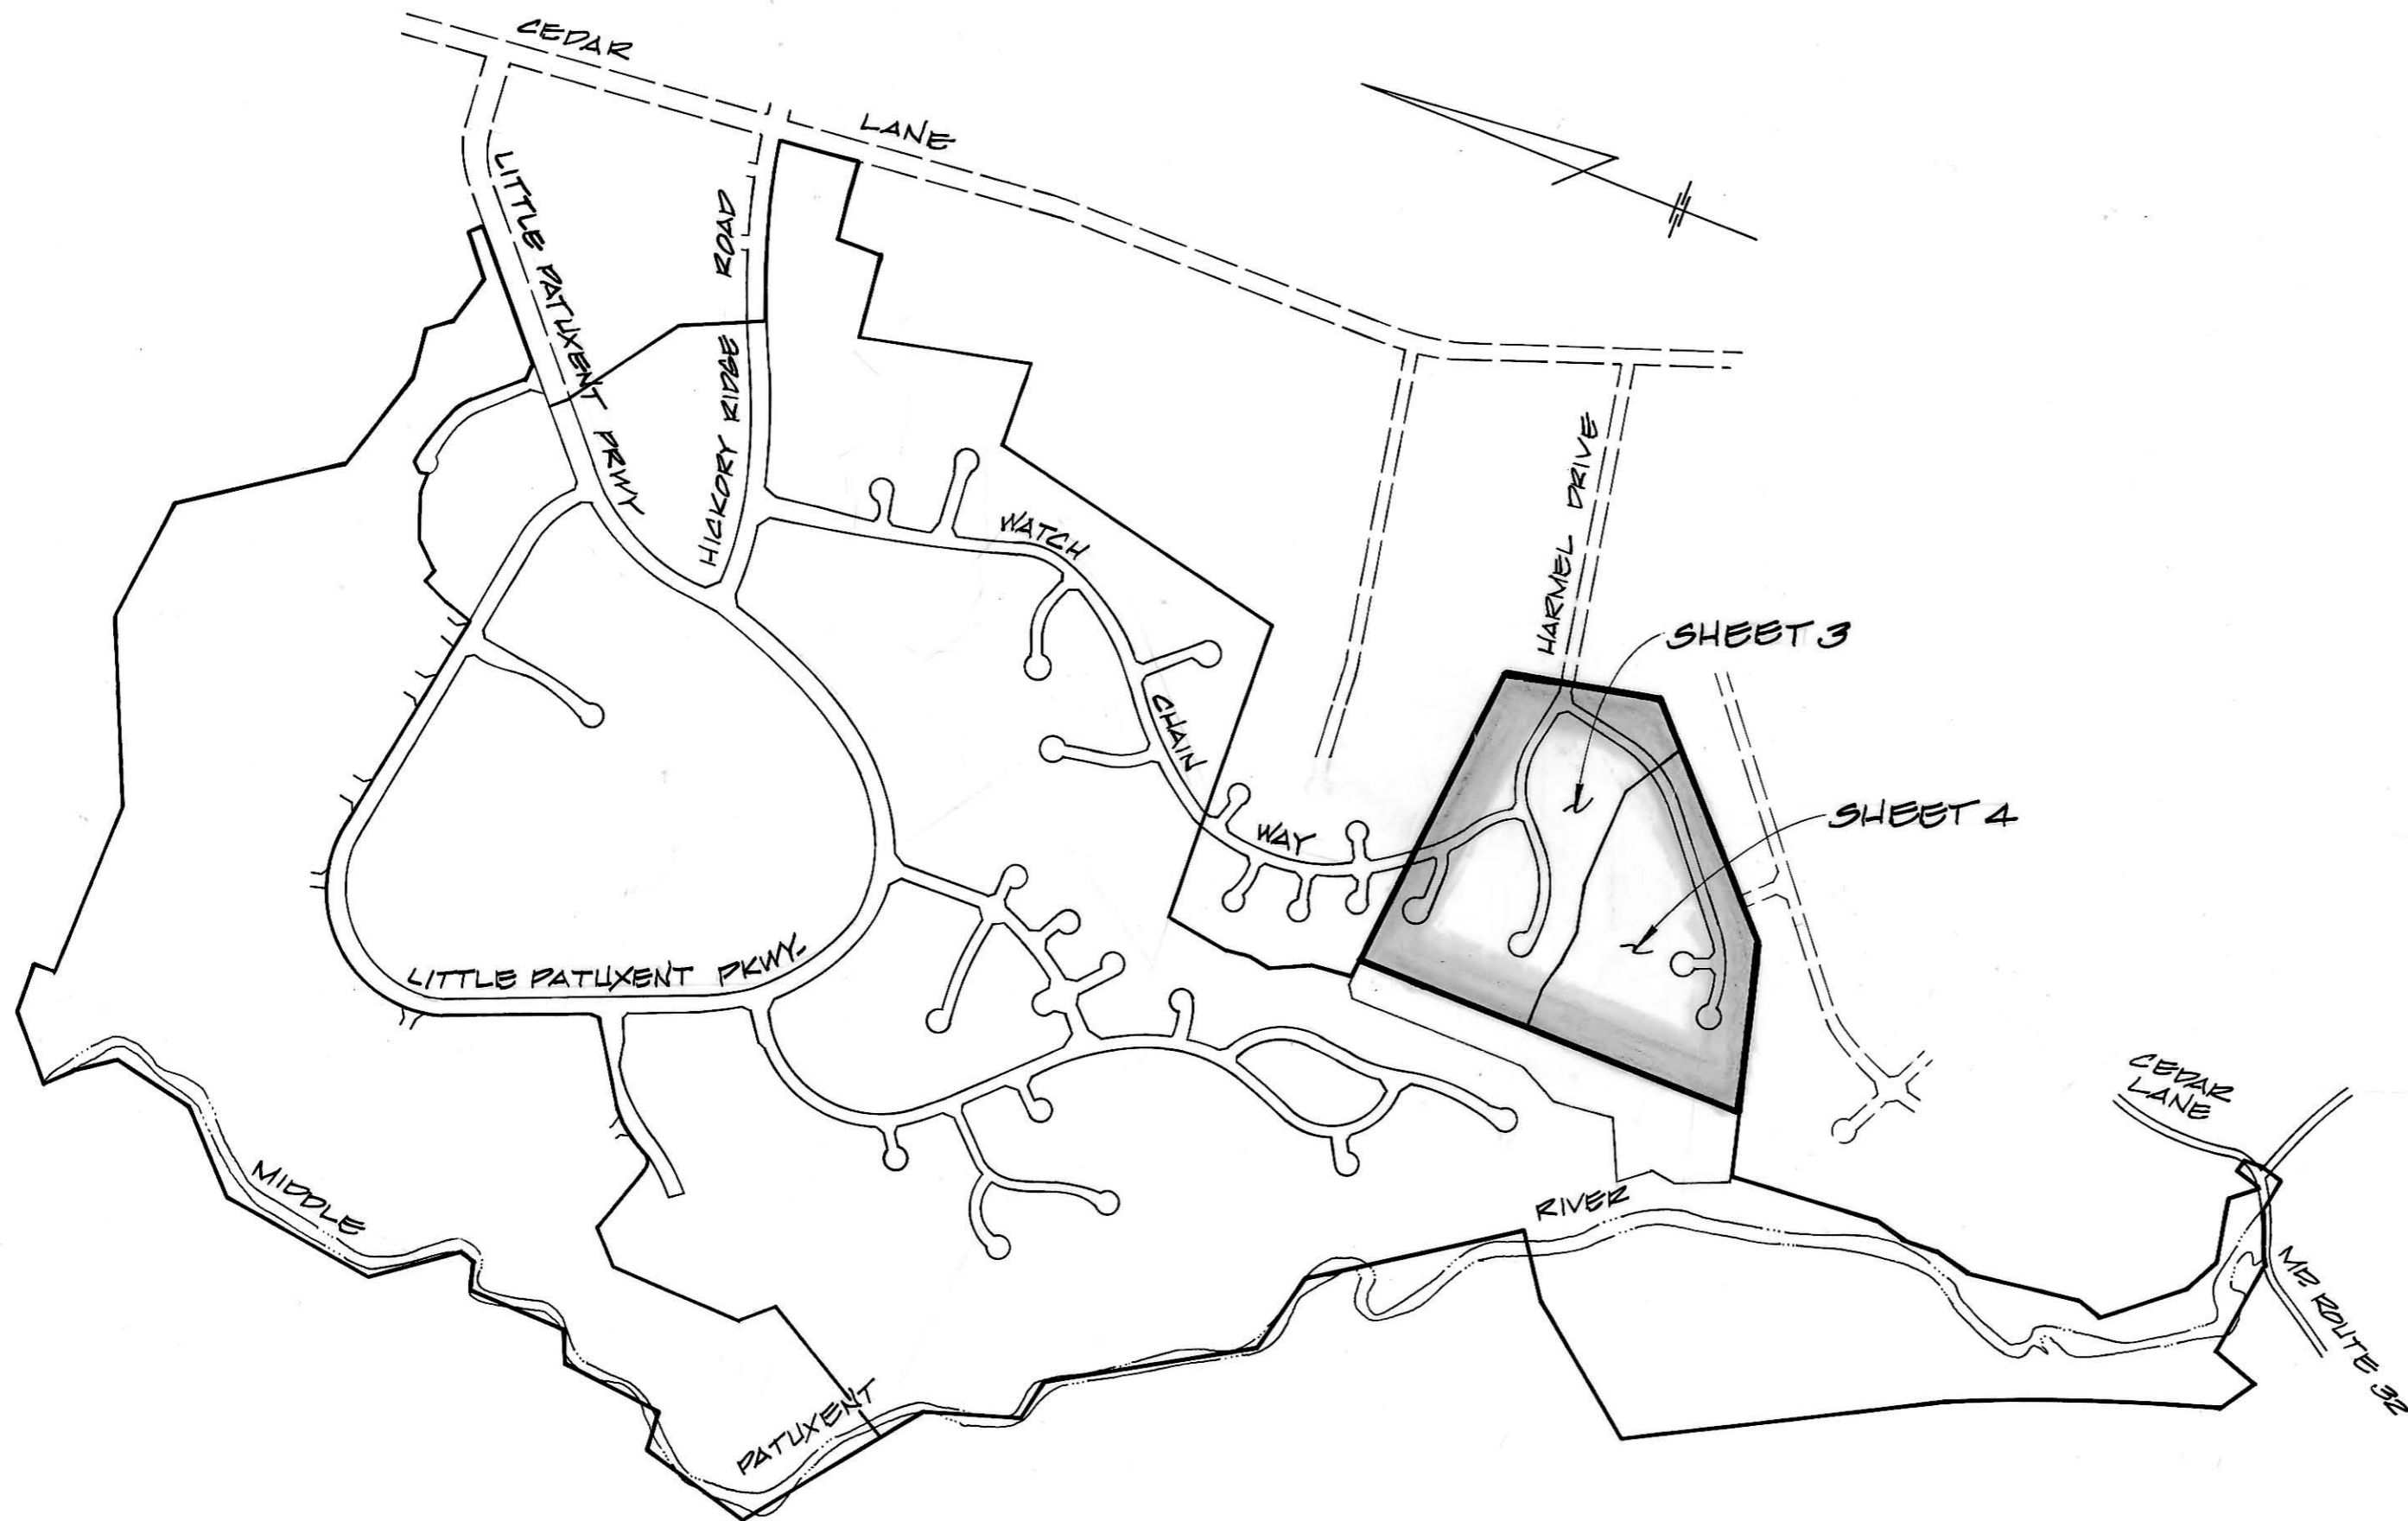 CEDAR
LANE
LITTLE PATUXENT PKWY
HICKORY RIDGE ROAD
WATCH
CHAIN
WAY
HARMEL DRIVE
SHEET 3
SHEET 4
LITTLE PATUXENT PKWY.
CEDAR
LANE
MIDDLE
PATUXENT
RIVER
MD. ROUTE 32